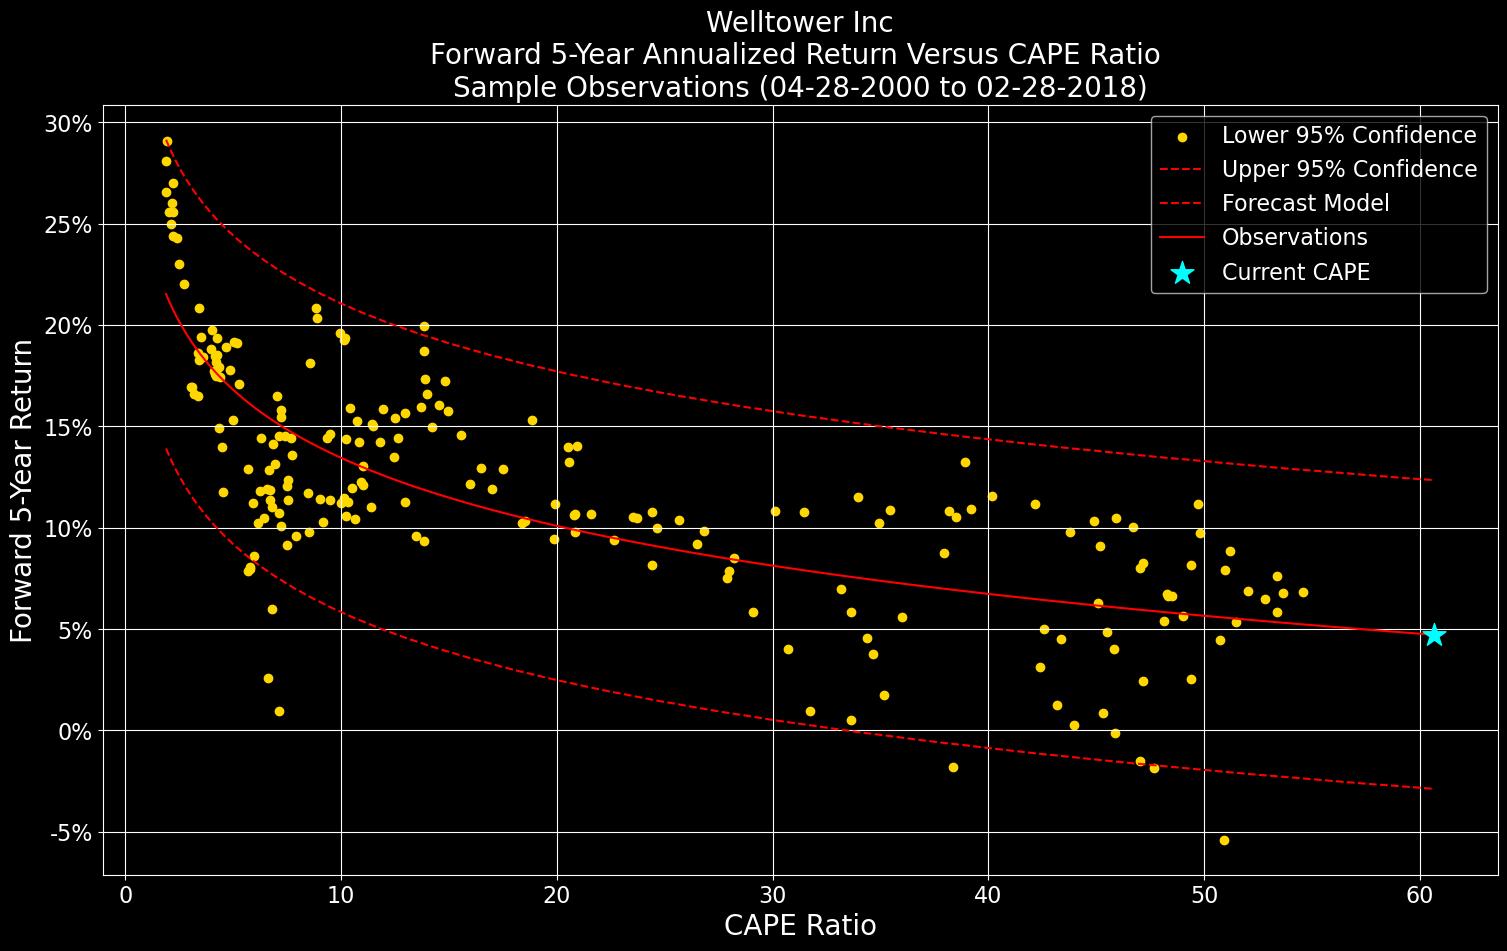 Welltower Inc
Forward 5-Year Annualized Return Versus CAPE Ratio
Sample Observations (04-28-2000 to 02-28-2018)
Lower 95% Confidence
Upper 95% Confidence
Forecast Model
Observations
Current CAPE
Forward 5-Year Return
30%
25%
20%
15%
10%
5%
0%
-5%
0 10 20 30 40 50 60
CAPE Ratio